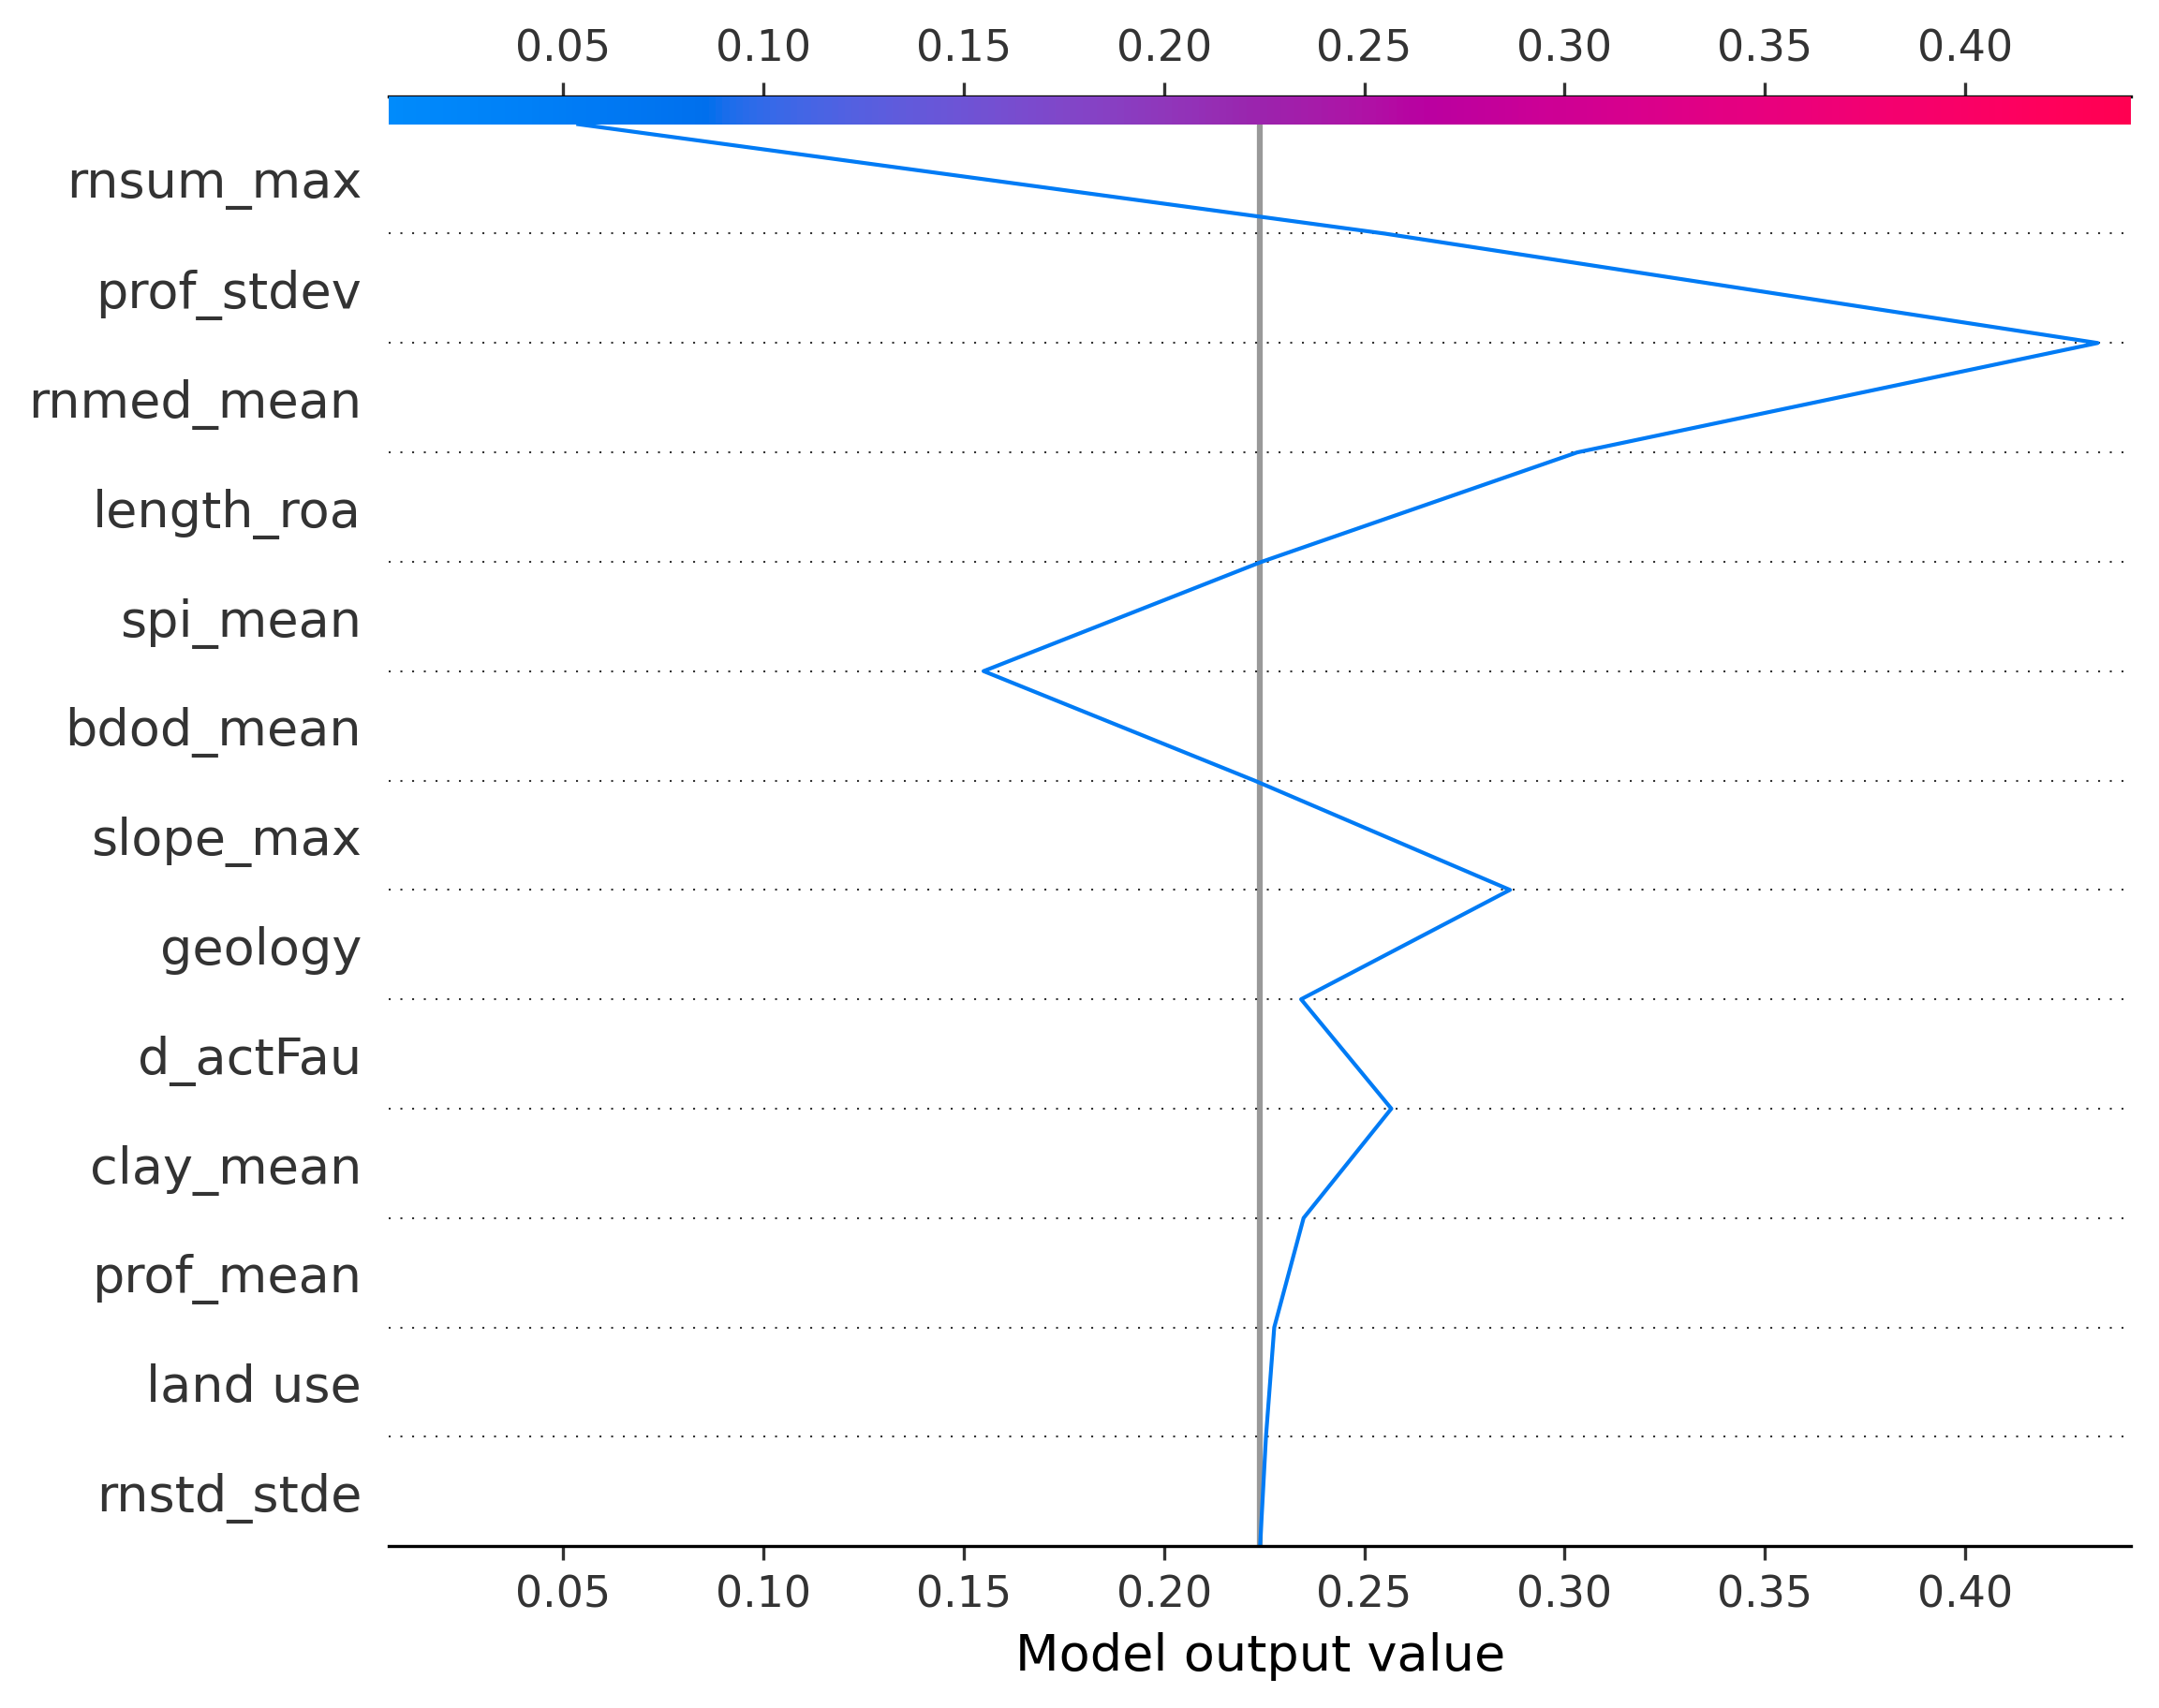 0.05 0.10 0.15 0.20 0.25 0.30 0.35 0.40
rnsum_max
prof_stdev
rnmed_mean
length_roa
spi_mean
bdod_mean
slope_max
geology
d_actFau
clay_mean
prof_mean
land use
rnstd_stde
0.05 0.10 0.15 0.20 0.25 0.30 0.35 0.40
Model output value